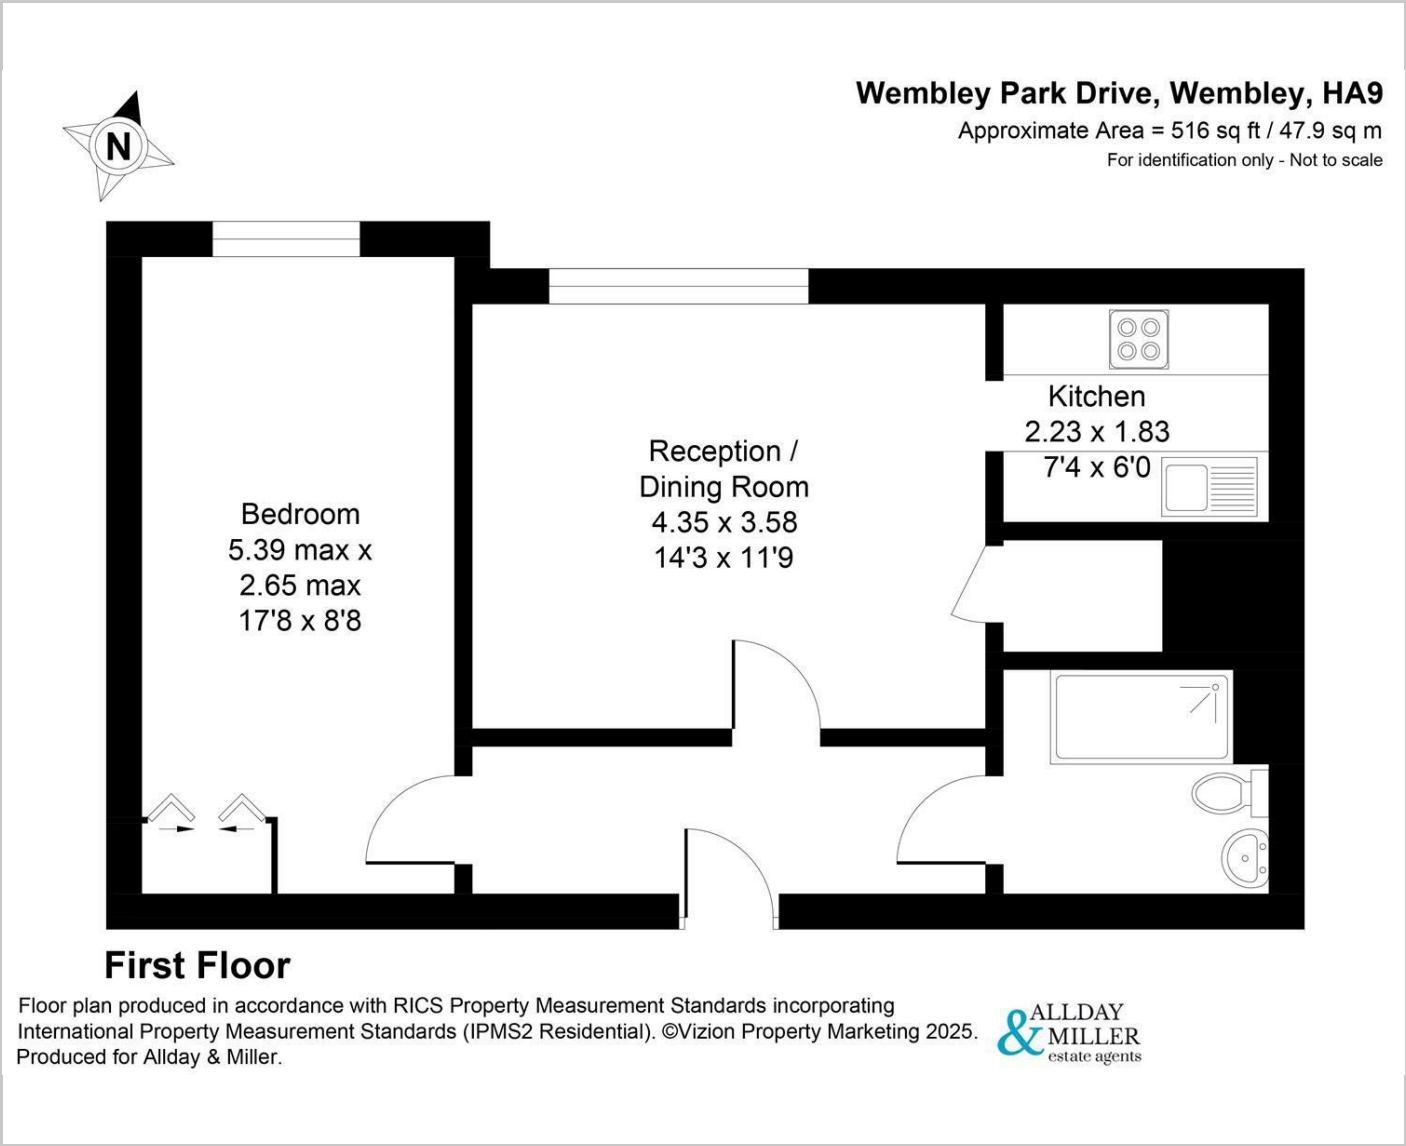 N
Wembley Park Drive, Wembley, HA9
Approximate Area = 516 sq ft / 47.9 sq m
For identification only - Not to scale
Kitchen
2.23 x 1.83
7'4 x 6'0
Reception /
Dining Room
4.35 x 3.58
14'3 x 11'9
Bedroom
5.39 max x
2.65 max
17'8 x 8'8
First Floor
Floor plan produced in accordance with RICS Property Measurement Standards incorporating
International Property Measurement Standards (IPMS2 Residential). ©Vizion Property Marketing 2025.
Produced for Allday & Miller.
ALLDAY
& MILLER
estate agents